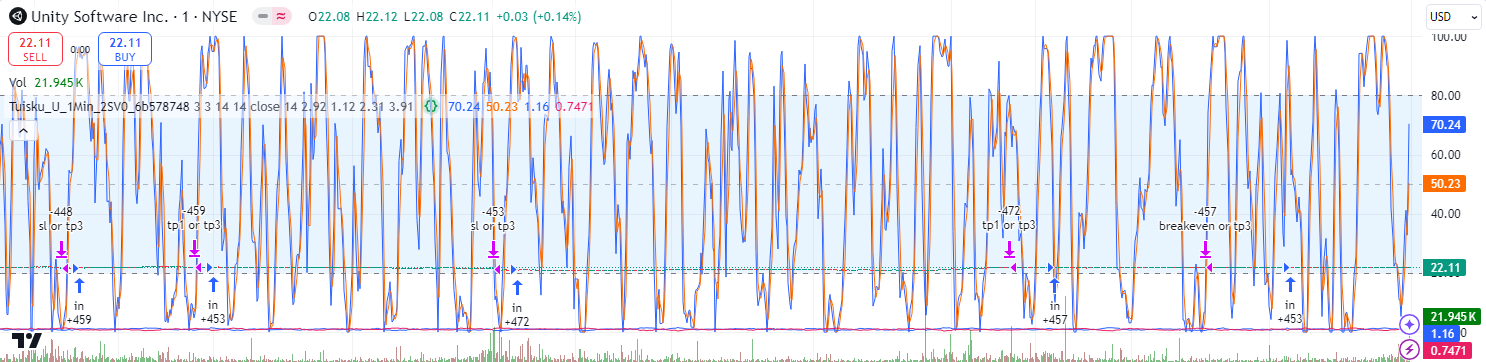 Unity Software Inc. · 1 · NYSE O22.08 H22.12 L22.08 C22.11 +0.03 (+0.14%)
USD
22.11 SELL
0.00
22.11 BUY
Vol 21.945K
Tuisku_U_1Min_2SV0_6b578748 3 3 14 14 close 14 2.92 1.12 2.31 3.91 70.24 50.23 1.16 0.7471
100.00
80.00
70.24
60.00
50.23
40.00
22.11
21.945K
1.16
0.7471
-448
sl or tp3
in
+459
-459
tp1 or tp3
in
+453
-453
sl or tp3
in
+472
-472
tp1 or tp3
in
+457
-457
breakeven or tp3
in
+453